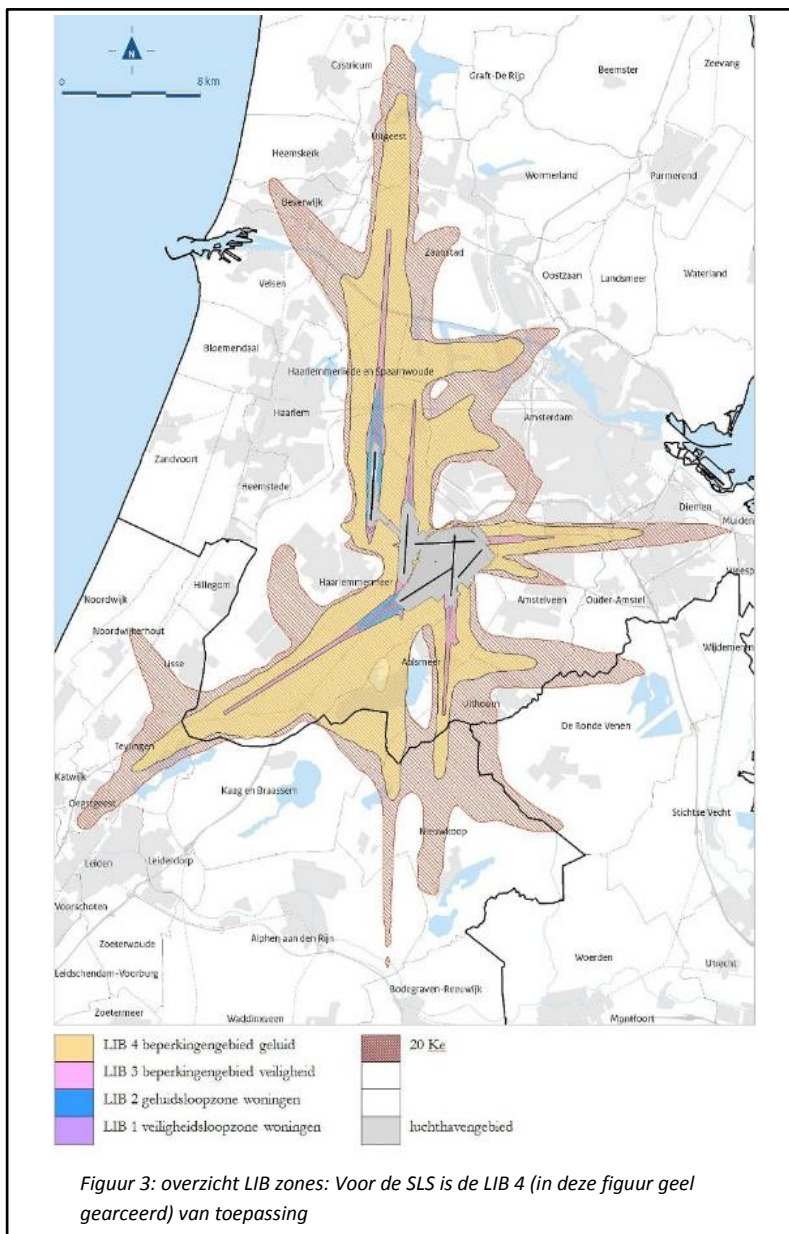 Castricum
Graft-De Rijp
Beemster
Zeevang
N
0 8 km
Uitgeest
Heemskerk
Wormerland
Purmerend
Beverwijk
Zaanstad
Oostzaan
Landsmeer
Waterland
Velsen
Bloemendaal
Haarlemmerliede en Spaarnwoude
Haarlem
Amsterdam
Zandvoort
Heemstede
Diemen
Muiden
Weesp
Haarlemmermeer
Hillegom
Amstelveen
Ouder-Amstel
Noordwijk
Noordwijkerhout
Lisse
Aalsmeer
Wijdemeren
Uithoorn
De Ronde Venen
Teylingen
Katwijk
Oegstgeest
Kaag en Braassem
Stichtse Vecht
Nieuwkoop
Leiden
Leiderdorp
Voorschoten
Alphen aan den Rijn
Zoeterwoude
Woerden
Utrecht
Leidschendam-Voorburg
Bodegraven-Reeuwijk
Zoetermeer
Waddinxveen
Montfoort
LIB 4 beperkingengebied geluid
20 Ke
LIB 3 beperkingengebied veiligheid
LIB 2 geluidsloopzone woningen
LIB 1 veiligheidsloopzone woningen
luchthavengebied
Figuur 3: overzicht LIB zones: Voor de SLS is de LIB 4 (in deze figuur geel
gearceerd) van toepassing